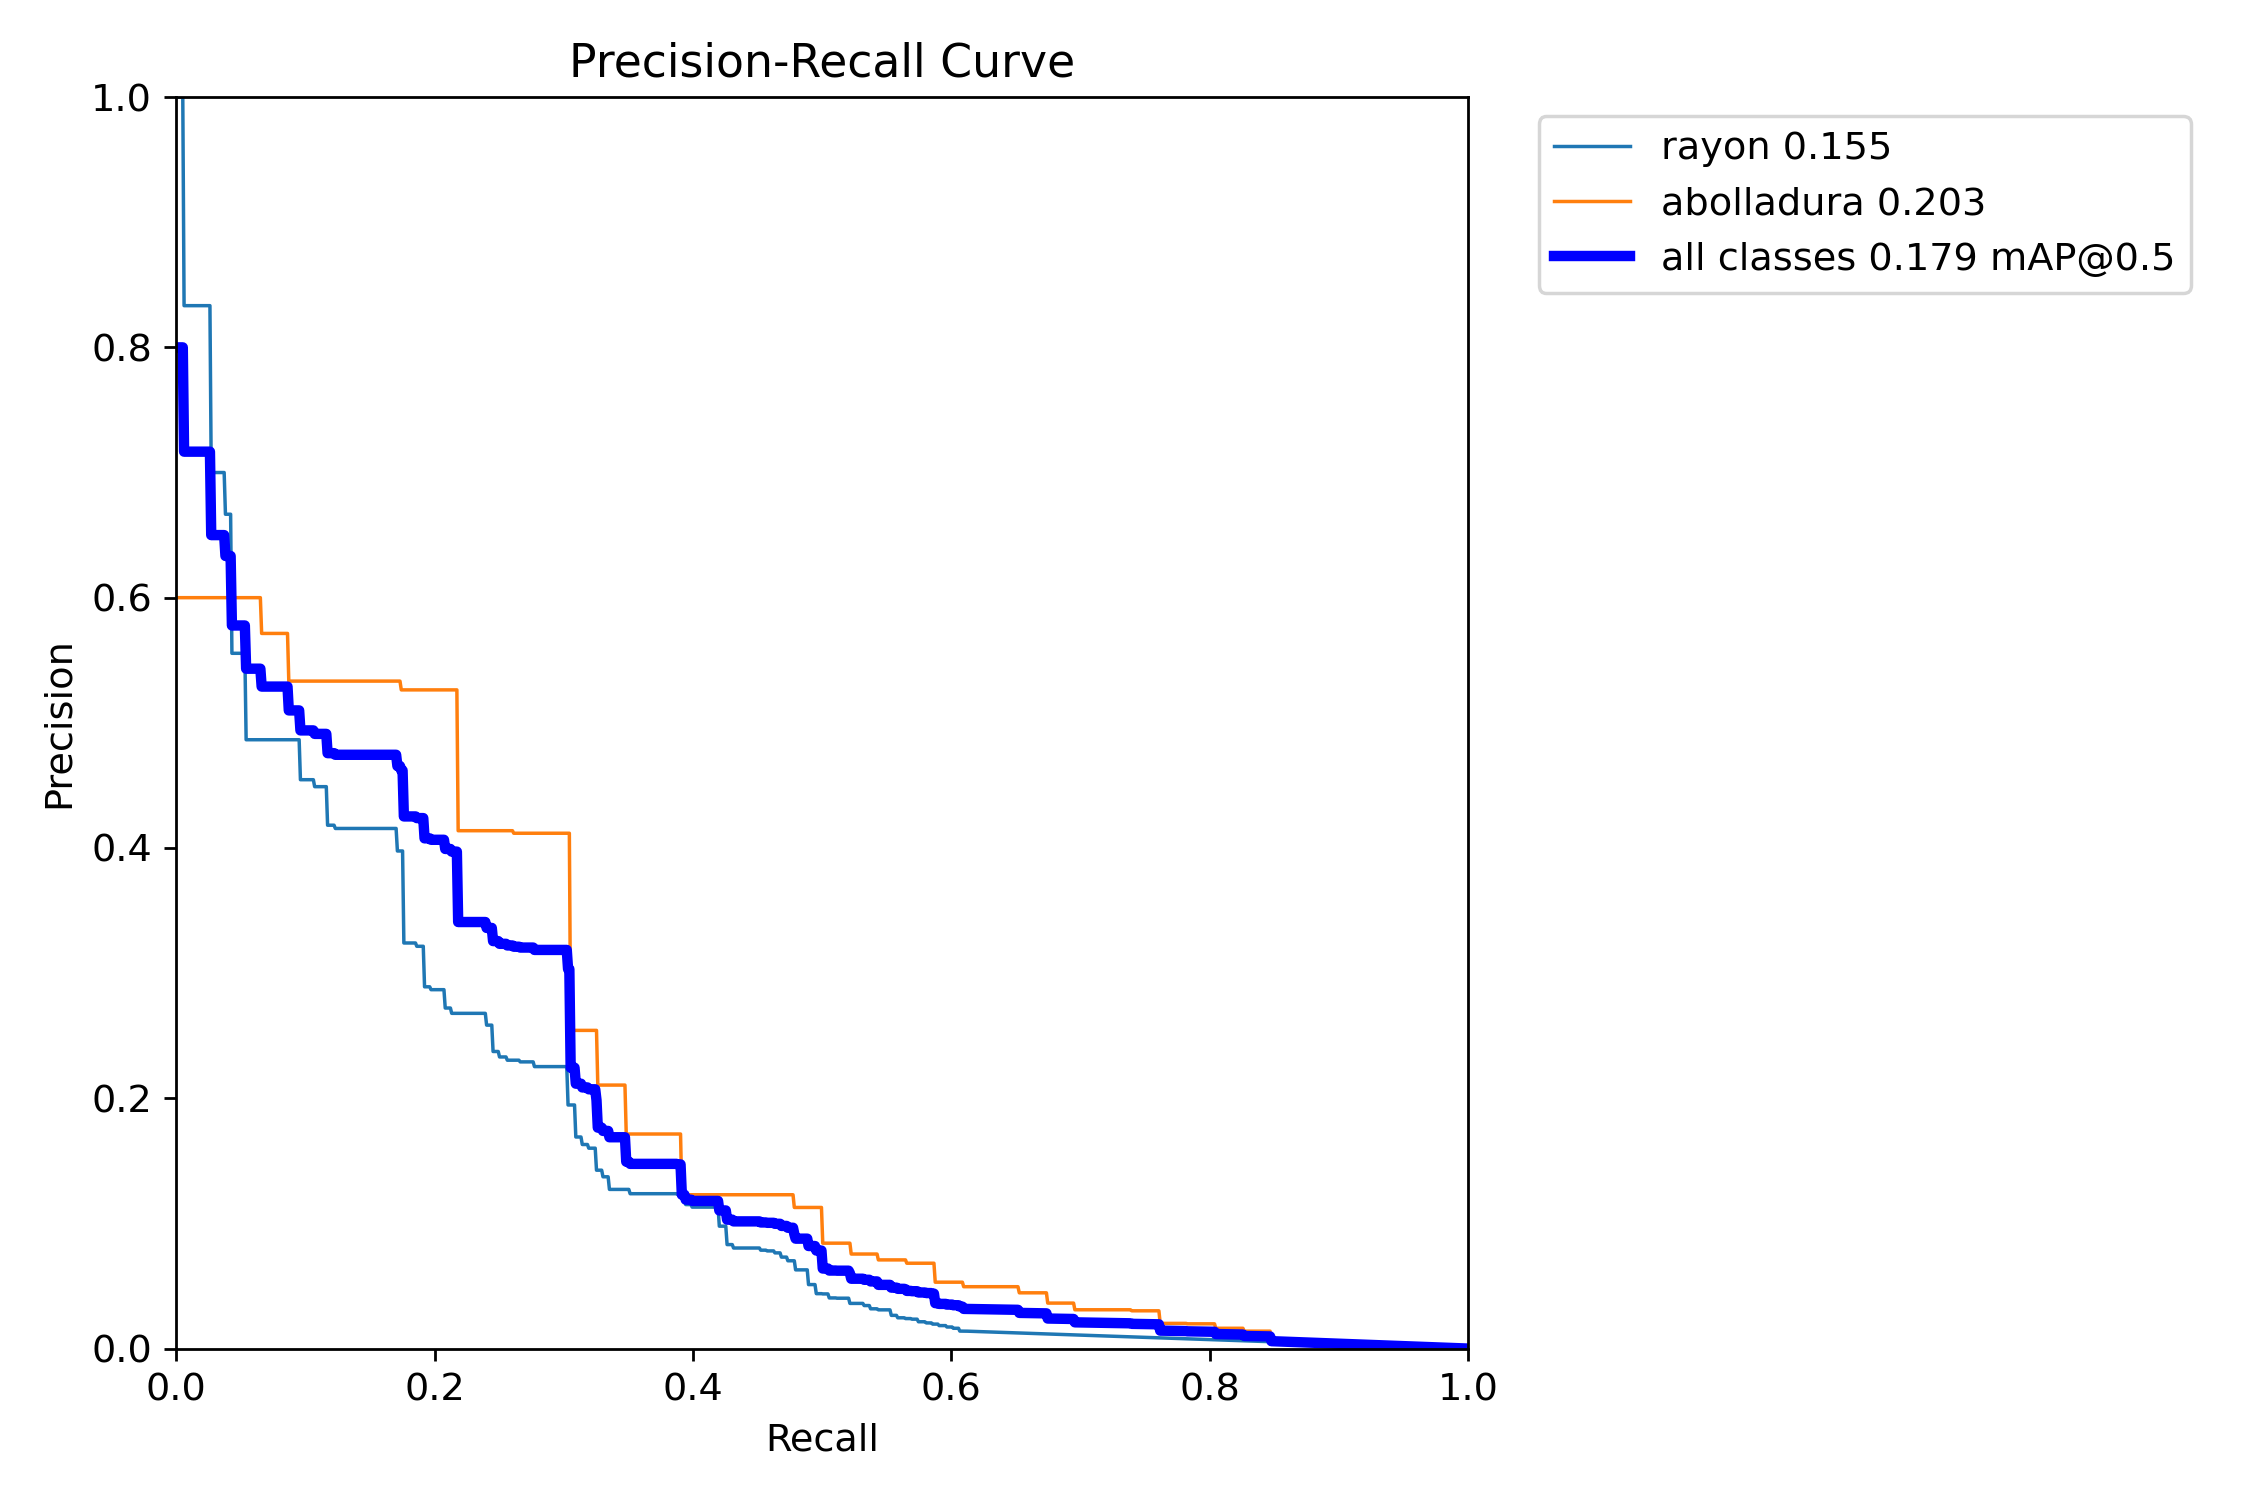 Precision-Recall Curve
1.0
0.8
0.6
0.4
0.2
0.0
Precision
0.0 0.2 0.4 0.6 0.8 1.0
Recall
rayon 0.155
abolladura 0.203
all classes 0.179 mAP@0.5